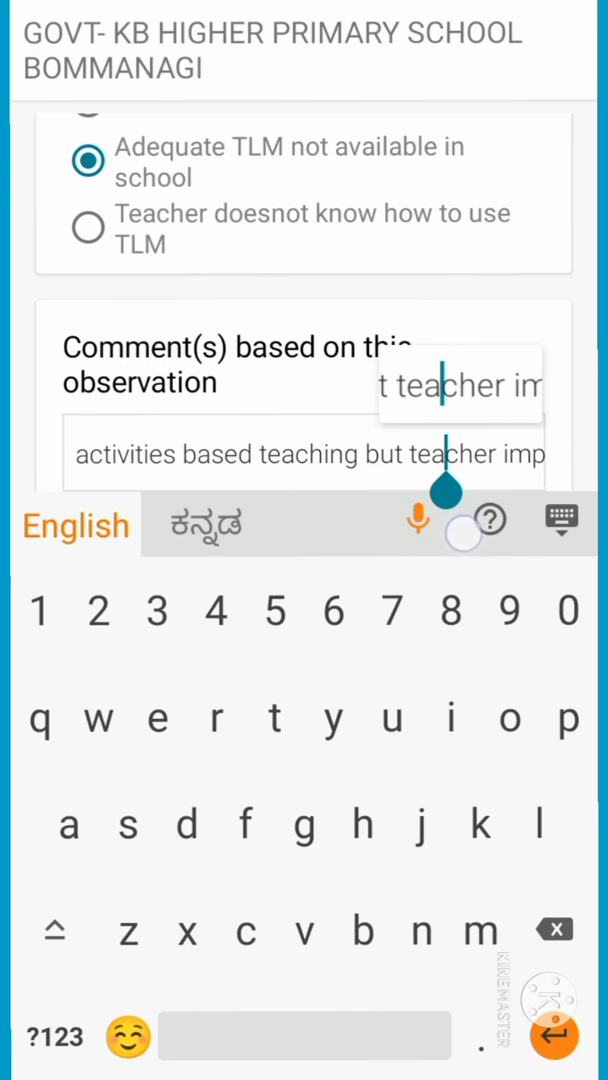 GOVT- KB HIGHER PRIMARY SCHOOL
BOMMANAGI
Adequate TLM not available in
school
Teacher doesnot know how to use
TLM
Comment(s) based on this
observation
t teacher im
activities based teaching but teacher imp
English ಕನ್ನಡ
1 2 3 4 5 6 7 8 9 0
q w e r t y u i o p
a s d f g h j k l
z x c v b n m
?123 .
KINEMASTER